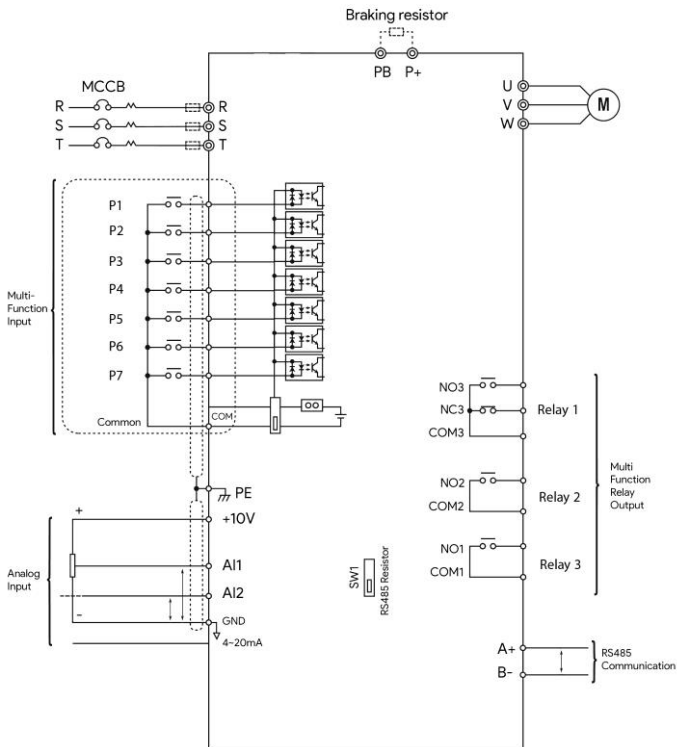 Braking resistor
PB P+
MCCB
R R
S S
T T
U
V
W
M
P1
P2
P3
P4
P5
P6
P7
Multi-
Function
Input
Common
COM
PE
+
+10V
AI1
AI2
-
GND
4~20mA
Analog
Input
SW1
RS485 Resistor
NO3
NC3
COM3
Relay 1
NO2
COM2
Relay 2
NO1
COM1
Relay 3
Multi
Function
Relay
Output
A+
B-
RS485
Communication